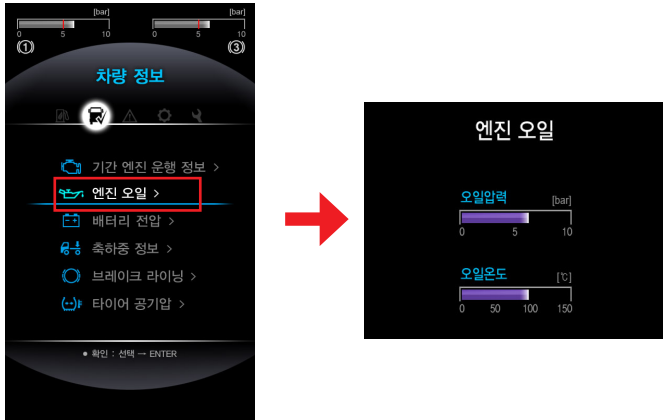 [bar] [bar]
0 5 10 0 5 10
(1) (3)
차량 정보
기간 엔진 운행 정보 >
엔진 오일 >
배터리 전압 >
축하중 정보 >
브레이크 라이닝 >
타이어 공기압 >
● 확인 : 선택 → ENTER
엔진 오일
오일압력 [bar]
0 5 10
오일온도 [℃]
0 50 100 150